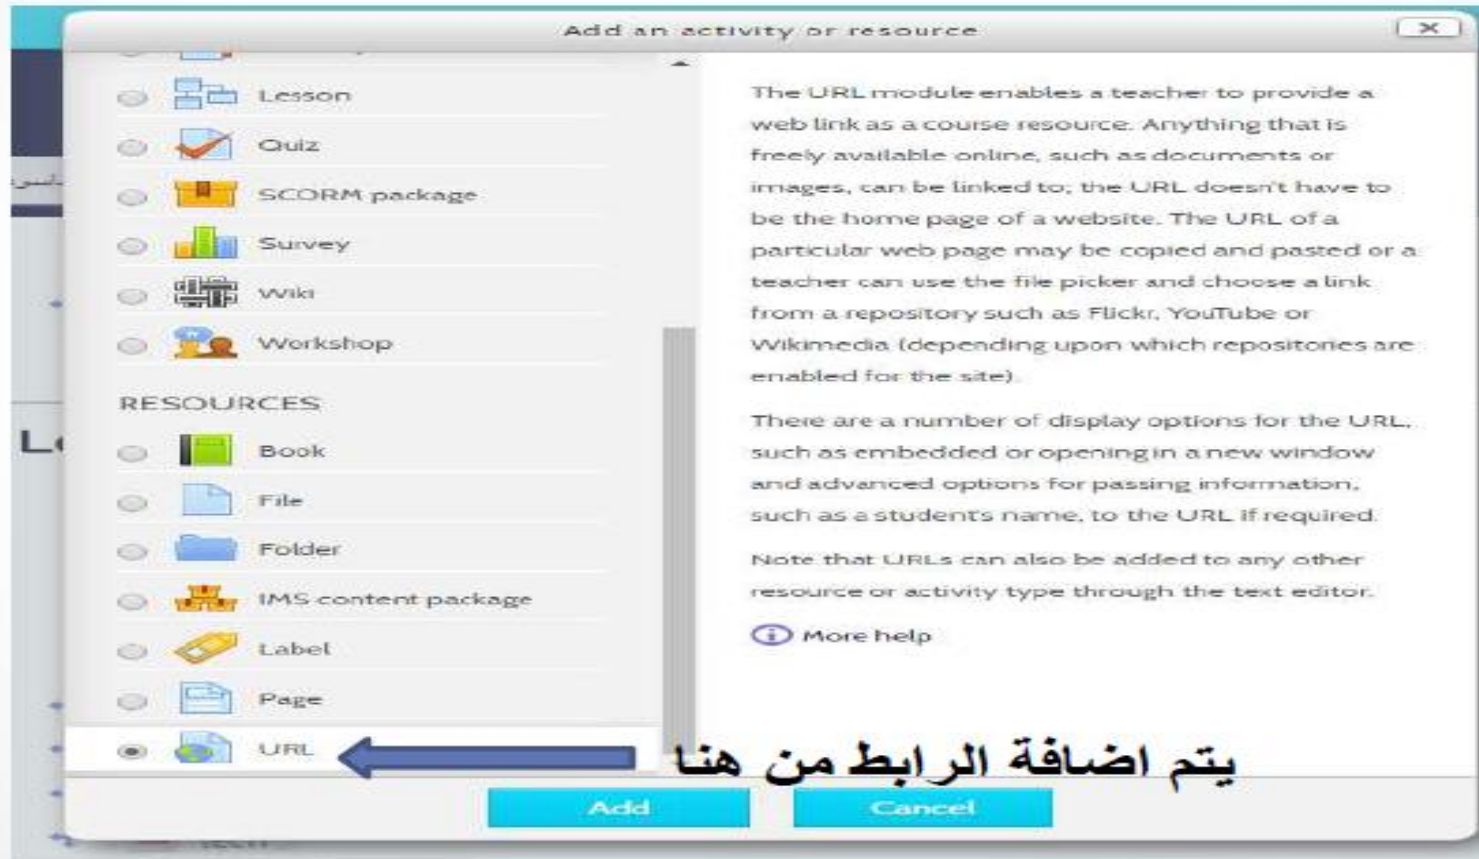 Add an activity or resource
Lesson
Quiz
SCORM package
Survey
Wiki
Workshop
RESOURCES
Book
File
Folder
IMS content package
Label
Page
URL
The URL module enables a teacher to provide a
web link as a course resource. Anything that is
freely available online, such as documents or
images, can be linked to; the URL doesn't have to
be the home page of a website. The URL of a
particular web page may be copied and pasted or a
teacher can use the file picker and choose a link
from a repository such as Flickr, YouTube or
Wikimedia (depending upon which repositories are
enabled for the site).
There are a number of display options for the URL,
such as embedded or opening in a new window
and advanced options for passing information,
such as a student's name, to the URL if required.
Note that URLs can also be added to any other
resource or activity type through the text editor.
More help
يتم اضافة الرابط من هنا
Add
Cancel